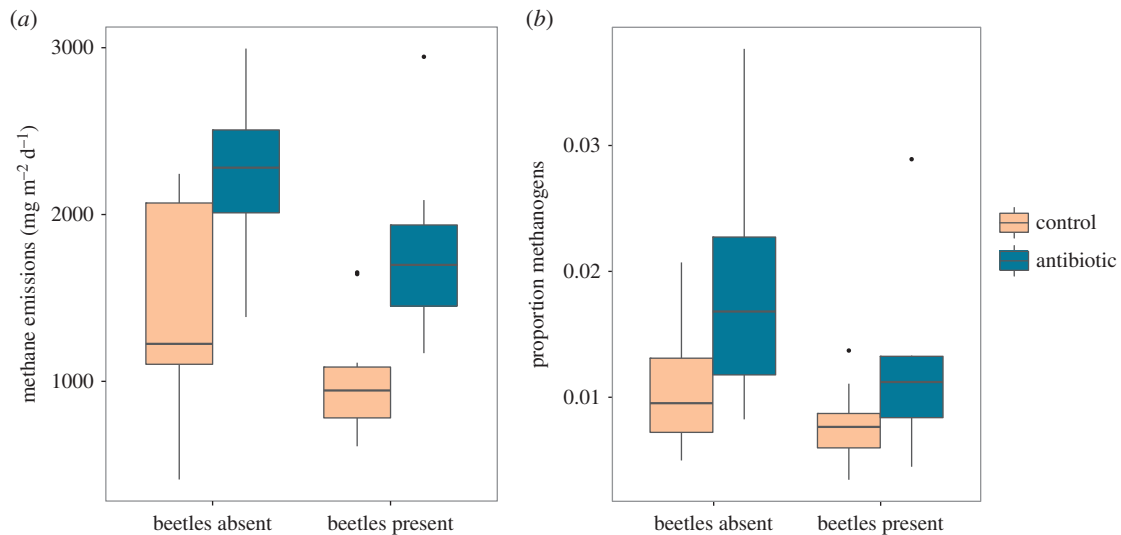 (a)
methane emissions (mg m⁻² d⁻¹)
3000
2000
1000
beetles absent
beetles present
(b)
proportion methanogens
0.03
0.02
0.01
beetles absent
beetles present
control
antibiotic